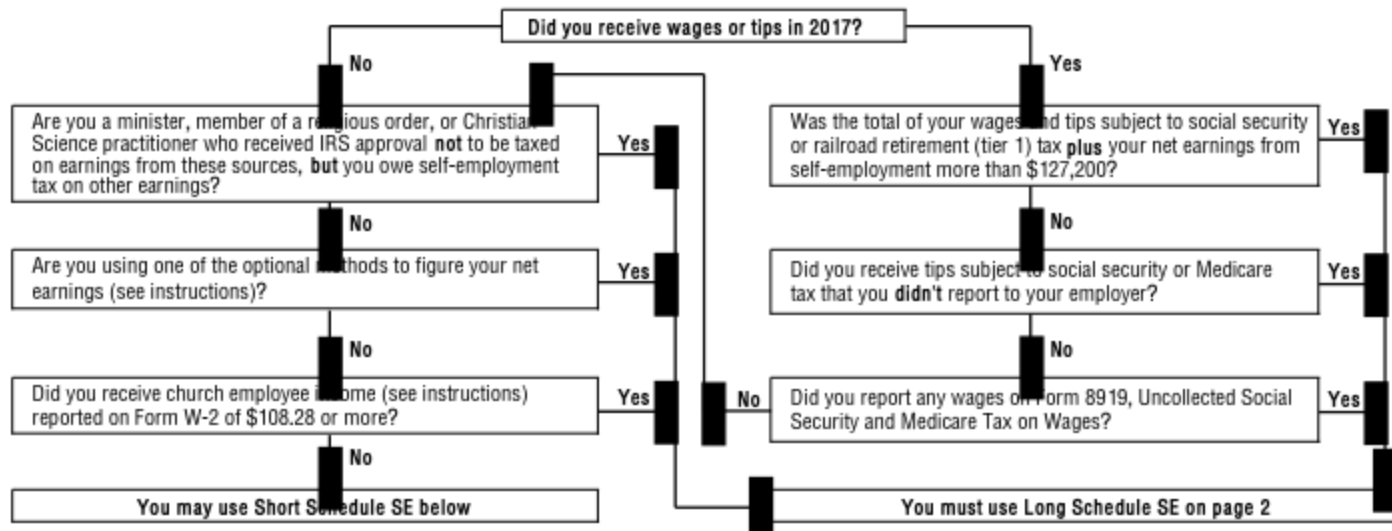 Did you receive wages or tips in 2017?
No
Yes
Are you a minister, member of a religious order, or Christian
Science practitioner who received IRS approval not to be taxed
on earnings from these sources, but you owe self-employment
tax on other earnings?
Yes
Was the total of your wages and tips subject to social security
or railroad retirement (tier 1) tax plus your net earnings from
self-employment more than $127,200?
Yes
No
No
Are you using one of the optional methods to figure your net
earnings (see instructions)?
Yes
Did you receive tips subject to social security or Medicare
tax that you didn't report to your employer?
Yes
No
No
Did you receive church employee income (see instructions)
reported on Form W-2 of $108.28 or more?
Yes
No
Did you report any wages on Form 8919, Uncollected Social
Security and Medicare Tax on Wages?
Yes
No
You may use Short Schedule SE below
You must use Long Schedule SE on page 2